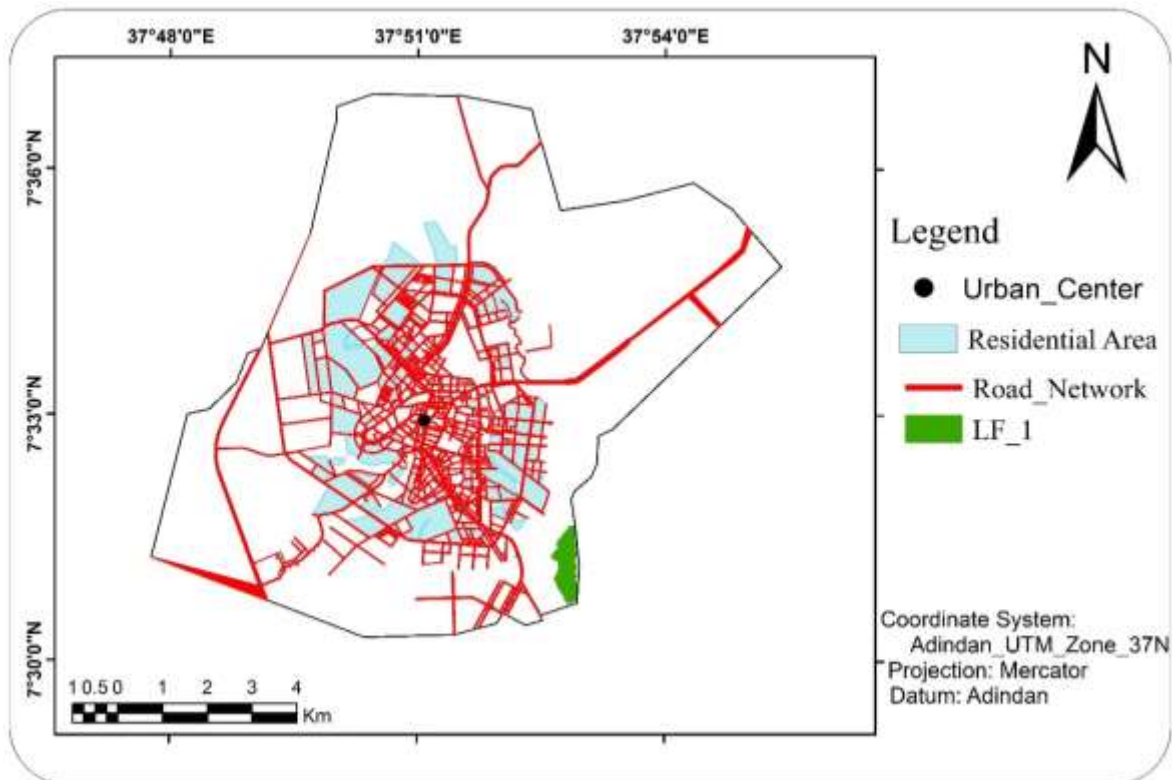 37°48'0"E 37°51'0"E 37°54'0"E
N
7°36'0"N
7°33'0"N
7°30'0"N
Legend
Urban_Center
Residential Area
Road_Network
LF_1
Coordinate System:
Adindan_UTM_Zone_37N
Projection: Mercator
Datum: Adindan
1 0.5 0 1 2 3 4
Km